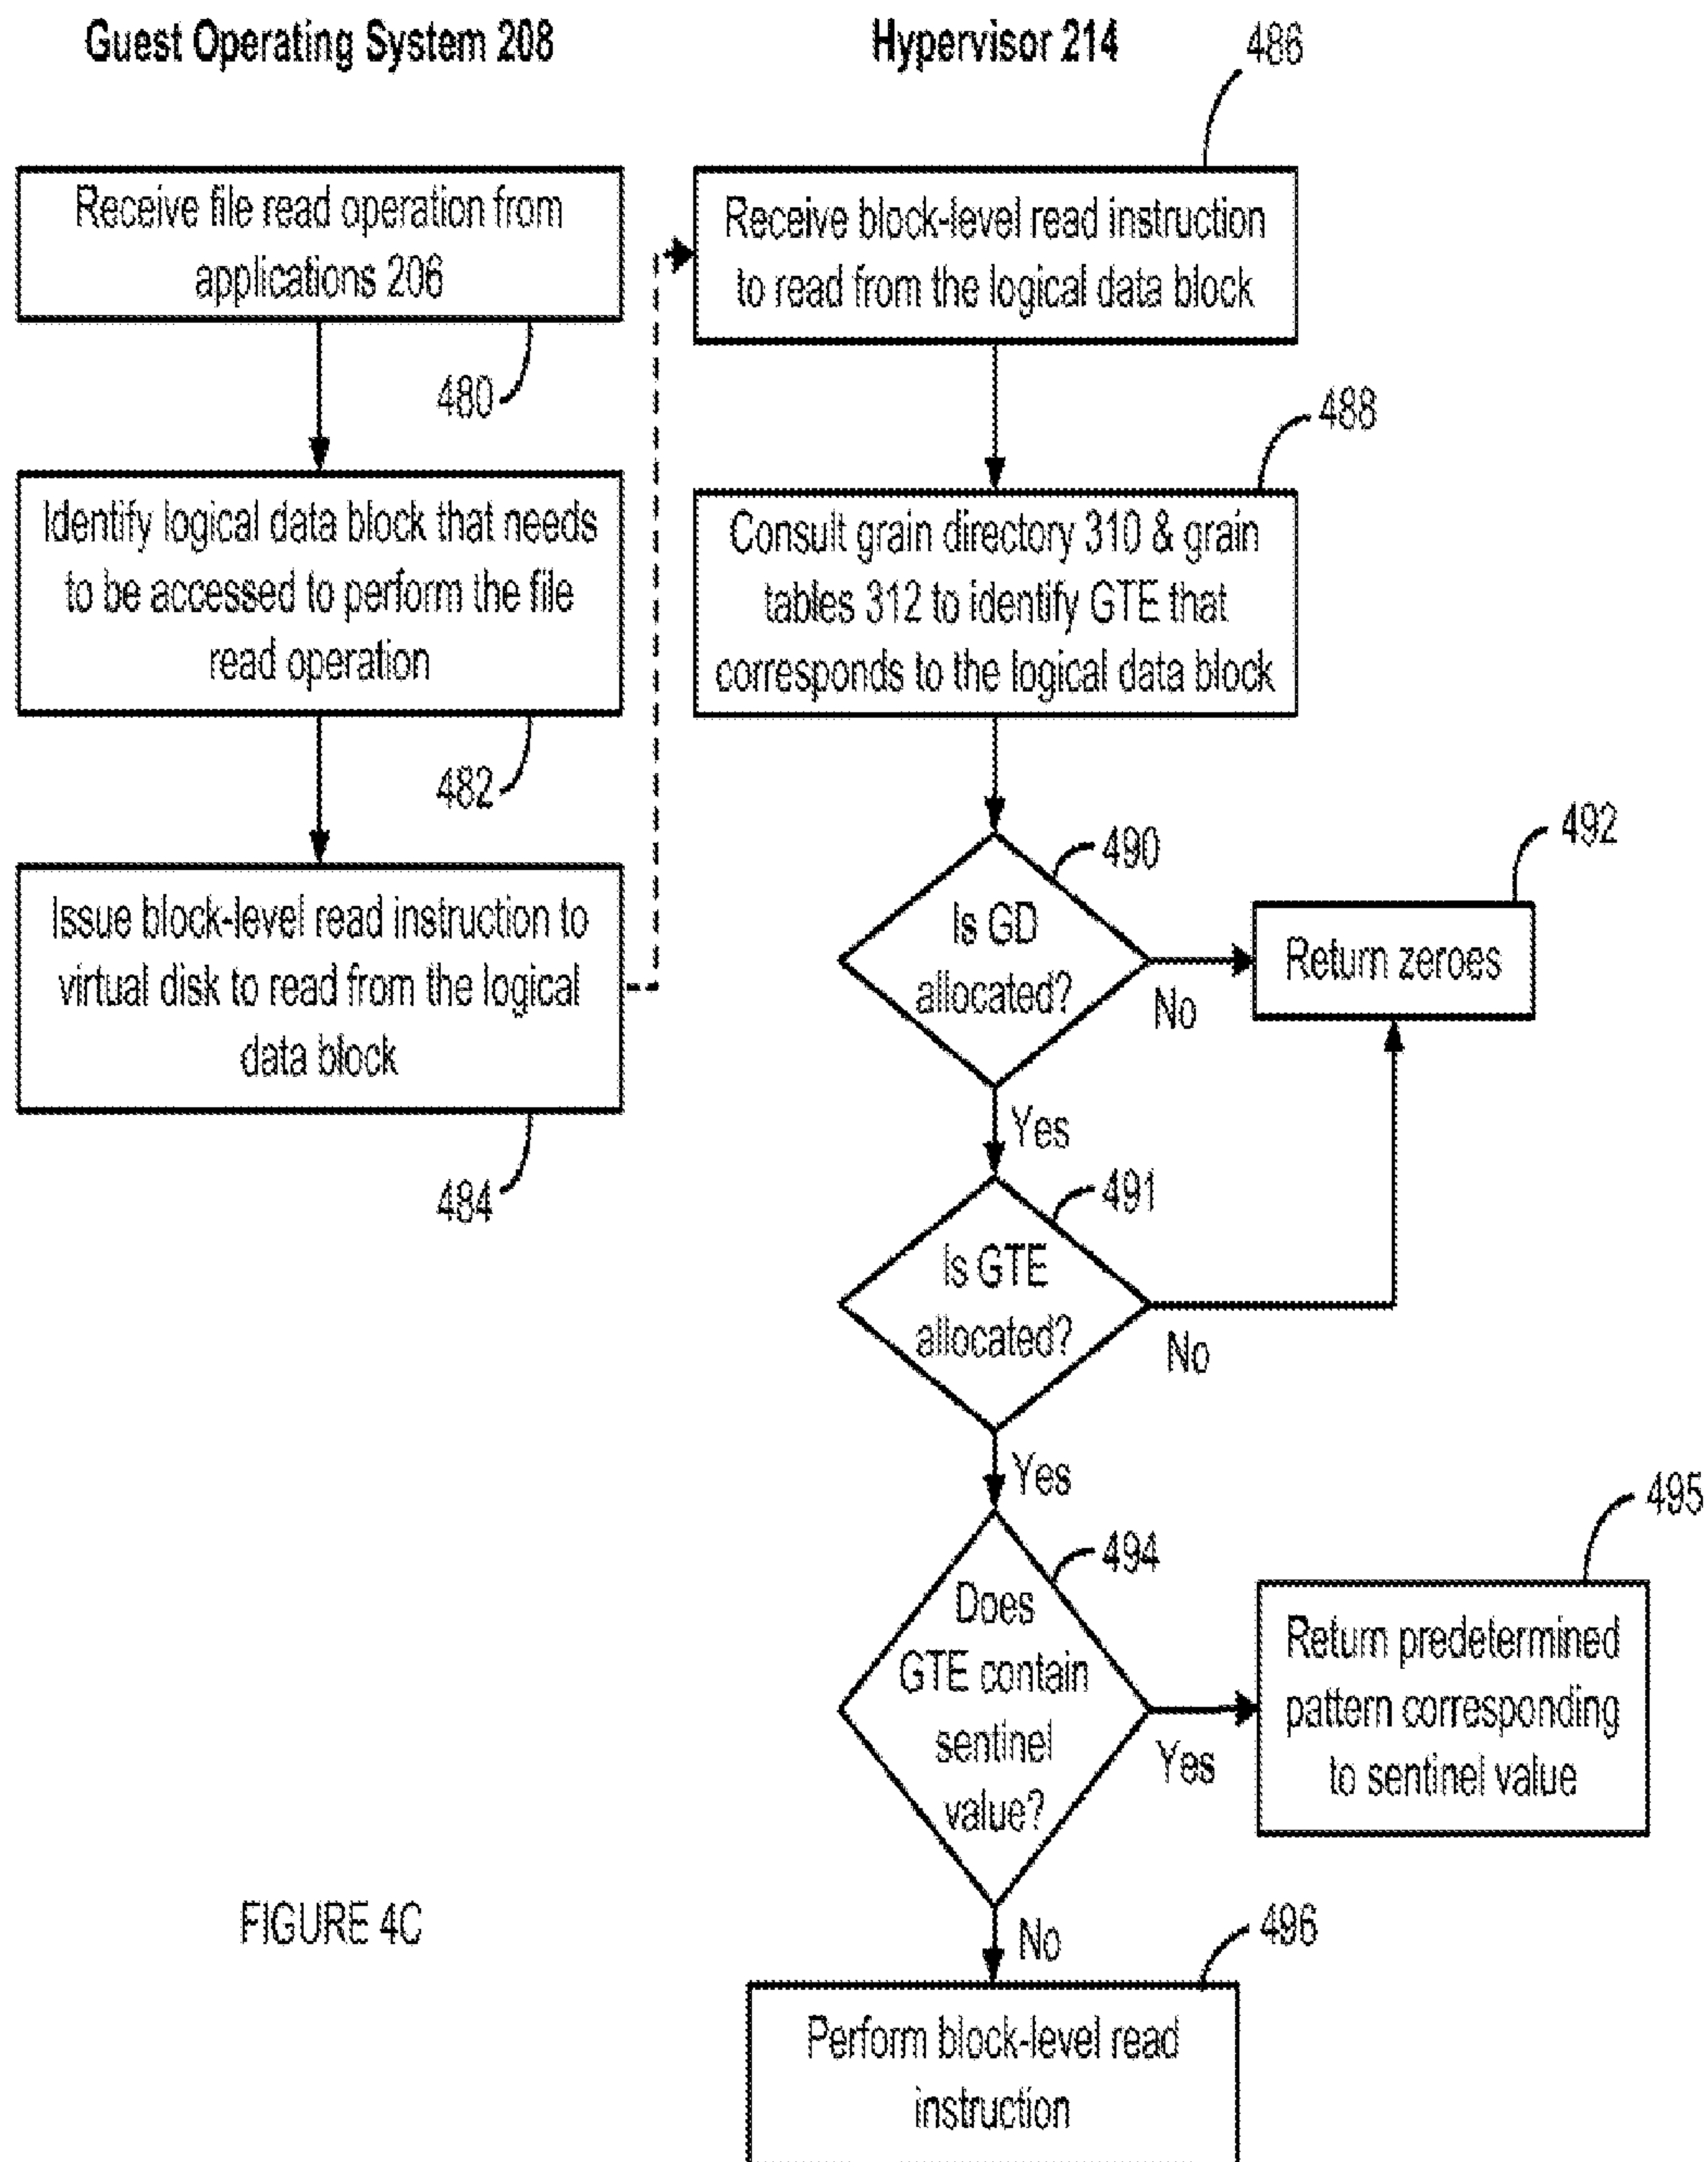 Guest Operating System 208
Receive file read operation from
applications 206
480
Identify logical data block that needs
to be accessed to perform the file
read operation
482
Issue block-level read instruction to
virtual disk to read from the logical
data block
484
Hypervisor 214
486
Receive block-level read instruction
to read from the logical data block
488
Consult grain directory 310 & grain
tables 312 to identify GTE that
corresponds to the logical data block
490
Is GD
allocated?
No
492
Return zeroes
Yes
491
Is GTE
allocated?
No
Yes
494
Does
GTE contain
sentinel
value?
Yes
495
Return predetermined
pattern corresponding
to sentinel value
No
496
Perform block-level read
instruction
FIGURE 4C